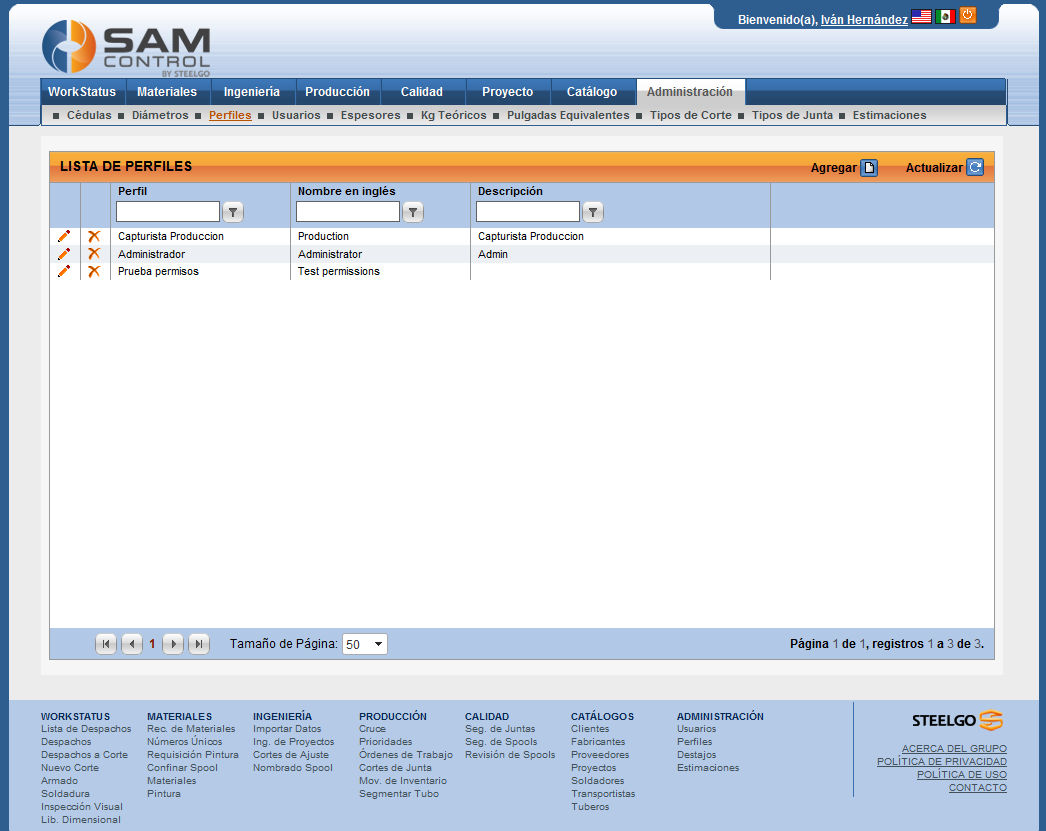 Bienvenido(a), Iván Hernández
SAM
CONTROL
BY STEELGO
WorkStatus Materiales Ingeniería Producción Calidad Proyecto Catálogo Administración
Cédulas Diámetros Perfiles Usuarios Espesores Kg Teóricos Pulgadas Equivalentes Tipos de Corte Tipos de Junta Estimaciones
LISTA DE PERFILES Agregar Actualizar
Perfil Nombre en inglés Descripción
Capturista Produccion Production Capturista Produccion
Administrador Administrator Admin
Prueba permisos Test permissions
1 Tamaño de Página: 50 Página 1 de 1, registros 1 a 3 de 3.
WORKSTATUS MATERIALES INGENIERÍA PRODUCCIÓN CALIDAD CATÁLOGOS ADMINISTRACIÓN STEELGO
Lista de Despachos Rec. de Materiales Importar Datos Cruce Seg. de Juntas Clientes Usuarios
Despachos Números Únicos Ing. de Proyectos Prioridades Seg. de Spools Fabricantes Perfiles ACERCA DEL GRUPO
Despachos a Corte Requisición Pintura Cortes de Ajuste Órdenes de Trabajo Revisión de Spools Proveedores Destajos POLÍTICA DE PRIVACIDAD
Nuevo Corte Confinar Spool Nombrado Spool Cortes de Junta Proyectos Estimaciones POLÍTICA DE USO
Armado Materiales Mov. de Inventario Soldadores CONTACTO
Soldadura Pintura Segmentar Tubo Transportistas
Inspección Visual Tuberos
Lib. Dimensional